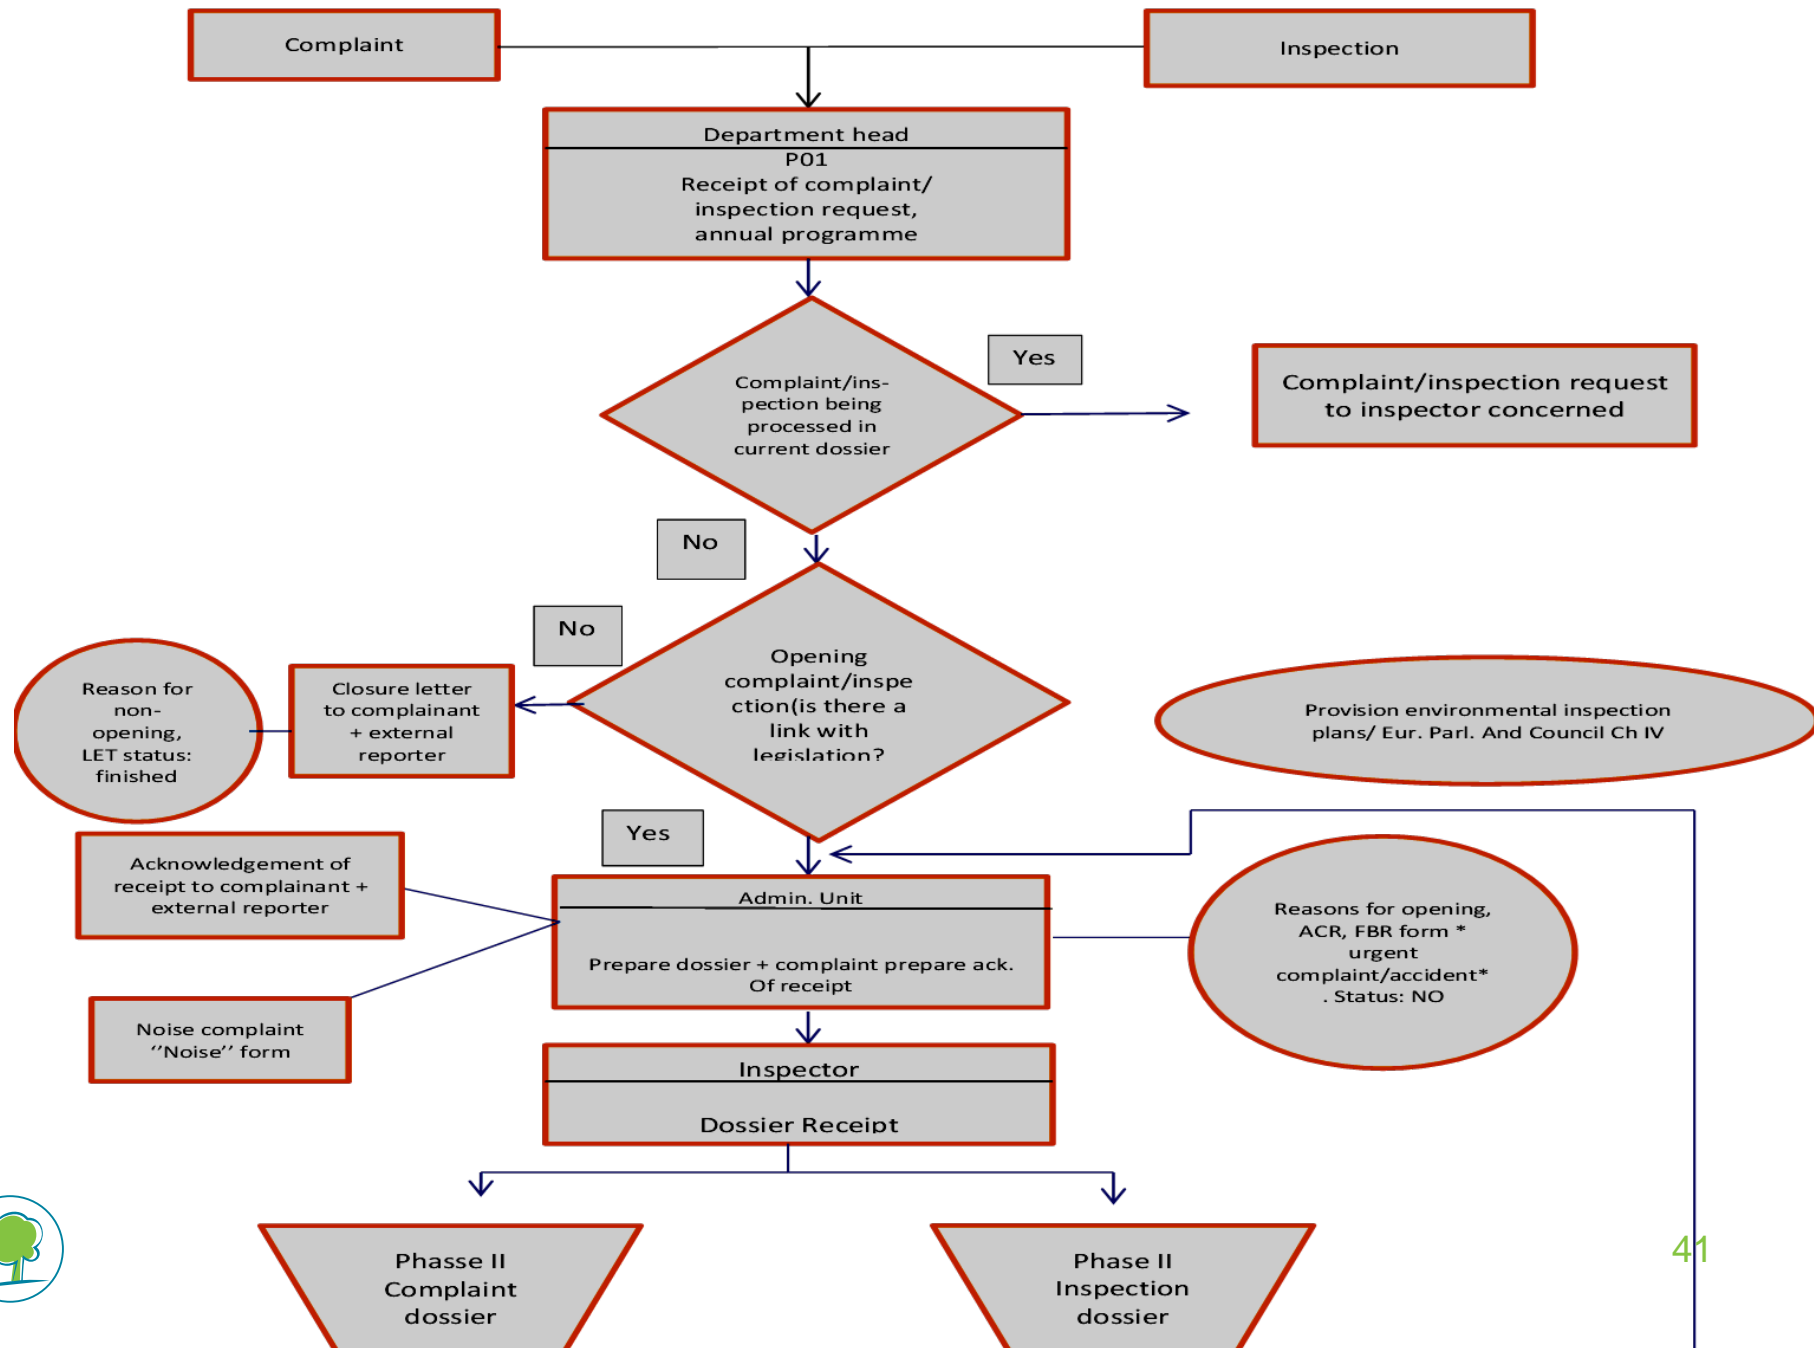 Complaint
Inspection
Department head
P01
Receipt of complaint/
inspection request,
annual programme
Yes
Complaint/ins-
pection being
processed in
current dossier
Complaint/inspection request
to inspector concerned
No
No
Opening
complaint/inspe
ction(is there a
link with
legislation?
Reason for
non-
opening,
LET status:
finished
Closure letter
to complainant
+ external
reporter
Provision environmental inspection
plans/ Eur. Parl. And Council Ch IV
Yes
Acknowledgement of
receipt to complainant +
external reporter
Admin. Unit
Prepare dossier + complaint prepare ack.
Of receipt
Reasons for opening,
ACR, FBR form *
urgent
complaint/accident*
. Status: NO
Noise complaint
‘‘Noise’’ form
Inspector
Dossier Receipt
Phasse II
Complaint
dossier
Phase II
Inspection
dossier
41